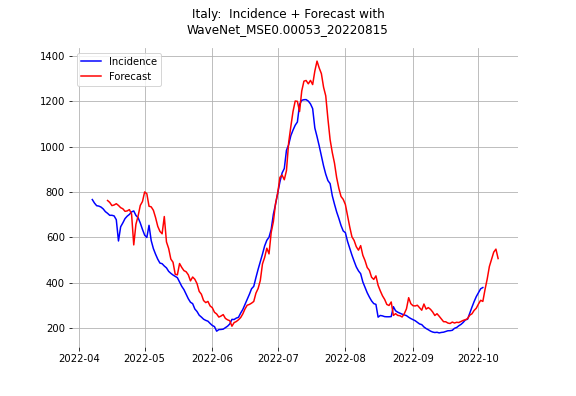 Italy:  Incidence + Forecast with
WaveNet_MSE0.00053_20220815
Incidence
Forecast
1400
1200
1000
800
600
400
200
2022-04 2022-05 2022-06 2022-07 2022-08 2022-09 2022-10